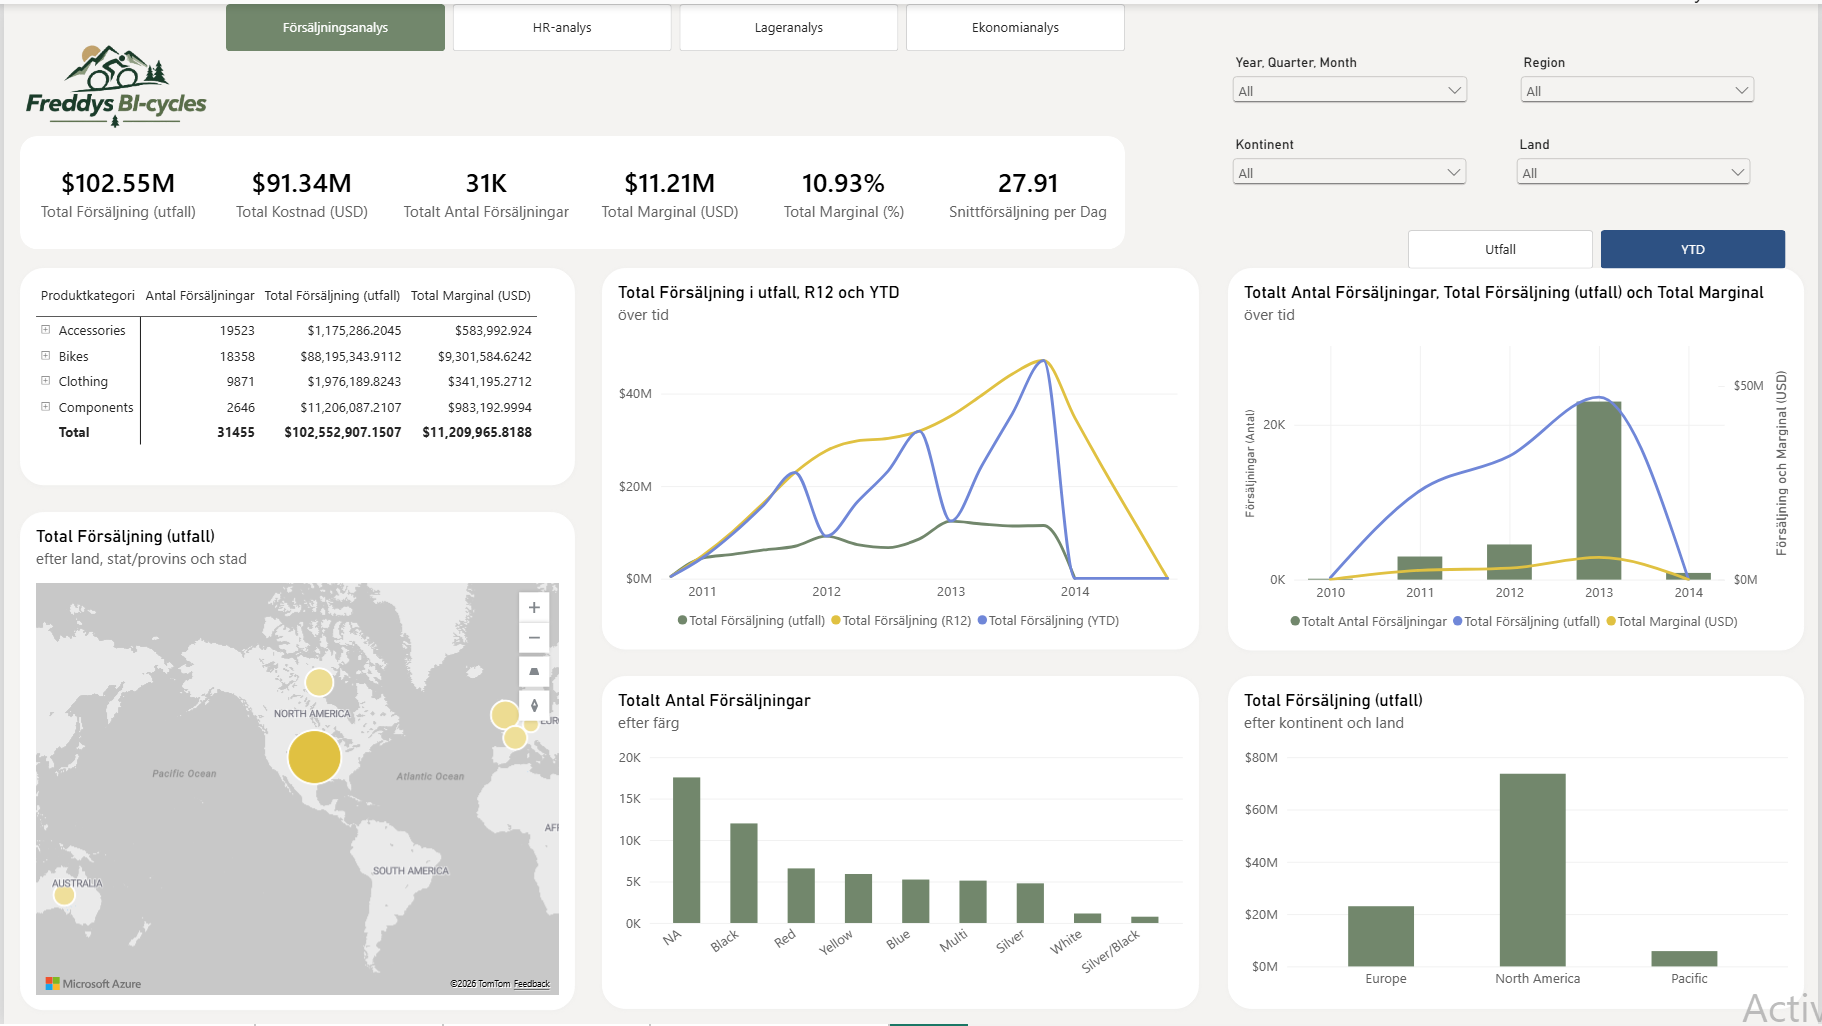 Försäljningsanalys
HR-analys
Lageranalys
Ekonomianalys
Freddys BI-cycles
Year, Quarter, Month
All
Region
All
Kontinent
All
Land
All
$102.55M
Total Försäljning (utfall)
$91.34M
Total Kostnad (USD)
31K
Totalt Antal Försäljningar
$11.21M
Total Marginal (USD)
10.93%
Total Marginal (%)
27.91
Snittförsäljning per Dag
Utfall
YTD
Produktkategori Antal Försäljningar Total Försäljning (utfall) Total Marginal (USD)
Accessories 19523 $1,175,286.2045 $583,992.924
Bikes 18358 $88,195,343.9112 $9,301,584.6242
Clothing 9871 $1,976,189.8243 $341,195.2712
Components 2646 $11,206,087.2107 $983,192.9994
Total 31455 $102,552,907.1507 $11,209,965.8188
Total Försäljning i utfall, R12 och YTD
över tid
$40M
$20M
$0M
2011 2012 2013 2014
Total Försäljning (utfall) Total Försäljning (R12) Total Försäljning (YTD)
Totalt Antal Försäljningar, Total Försäljning (utfall) och Total Marginal
över tid
Försäljningar (Antal)
20K
0K
$50M
$0M
Försäljning och Marginal (USD)
2010 2011 2012 2013 2014
Totalt Antal Försäljningar Total Försäljning (utfall) Total Marginal (USD)
Total Försäljning (utfall)
efter land, stat/provins och stad
NORTH AMERICA
EUR
Pacific Ocean
Atlantic Ocean
AFR
SOUTH AMERICA
AUSTRALIA
Microsoft Azure
©2026 TomTom Feedback
Totalt Antal Försäljningar
efter färg
20K
15K
10K
5K
0K
NA Black Red Yellow Blue Multi Silver White Silver/Black
Total Försäljning (utfall)
efter kontinent och land
$80M
$60M
$40M
$20M
$0M
Europe North America Pacific
Activ